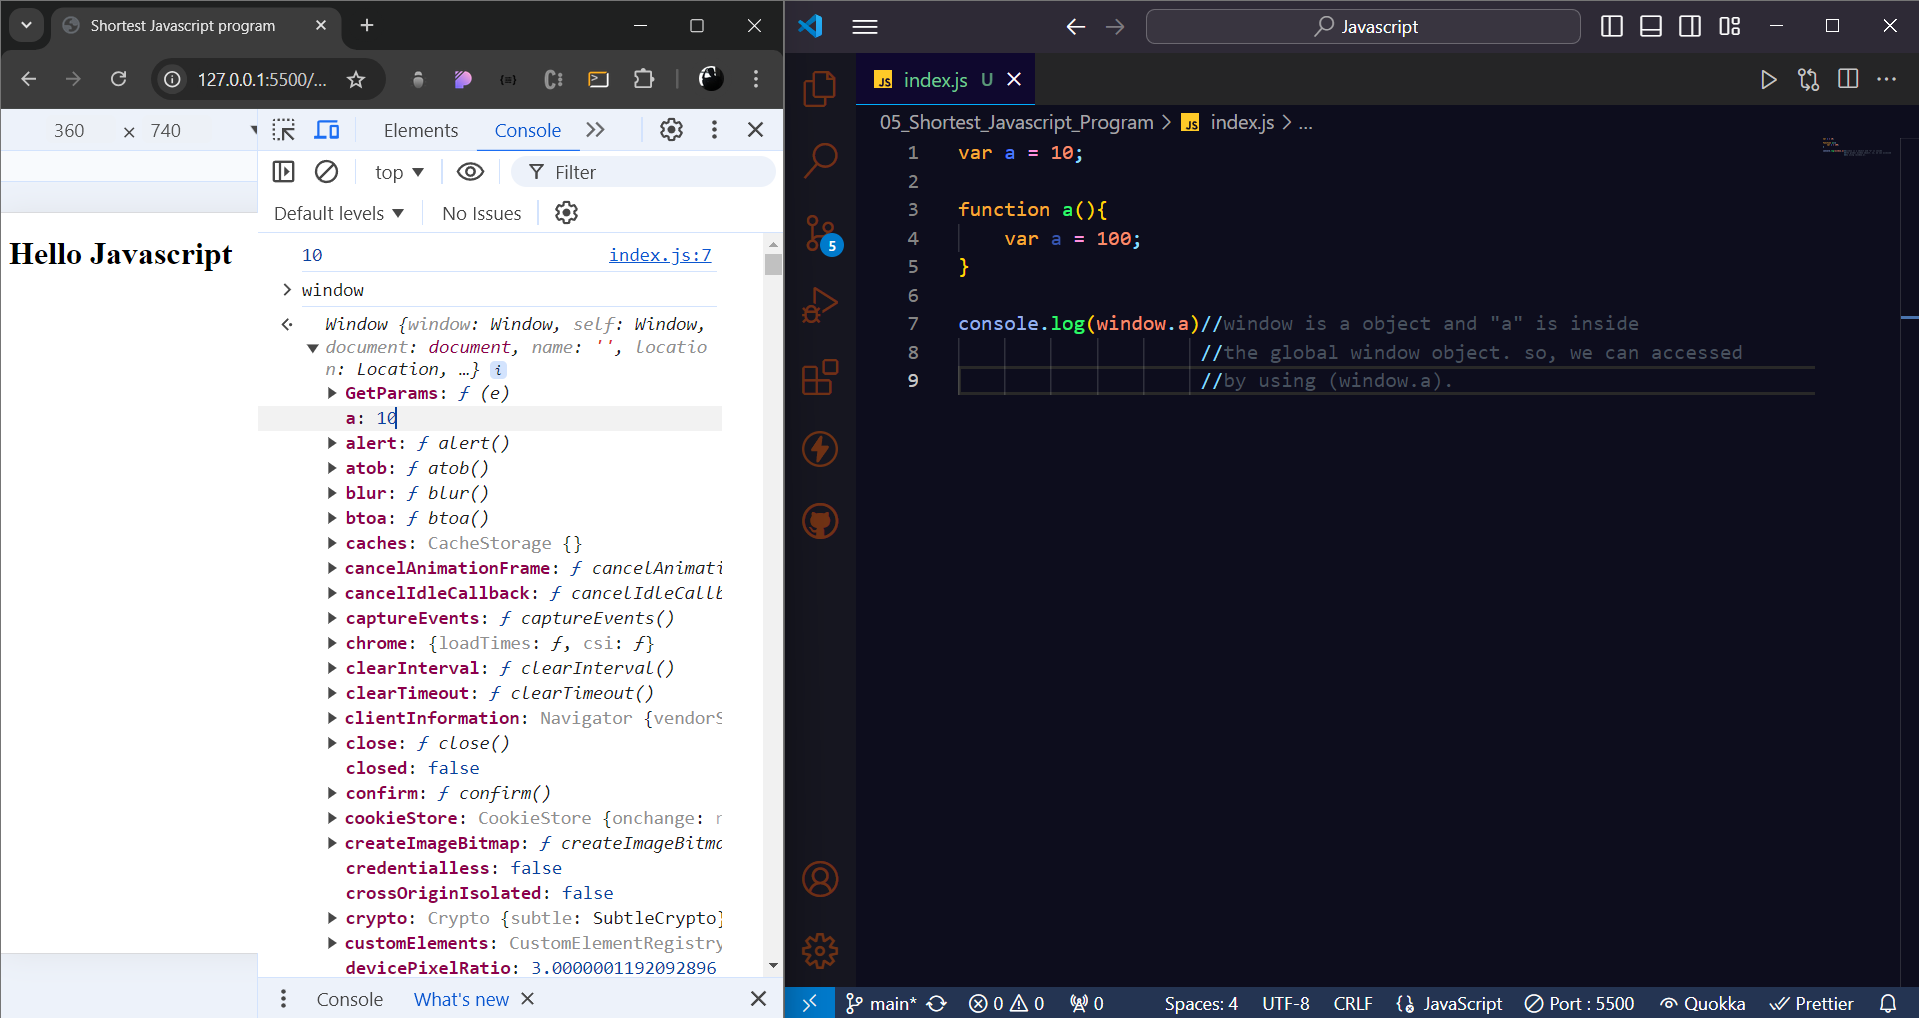 Shortest Javascript program
127.0.0.1:5500/...
360 × 740
Elements Console
top Filter
Default levels No Issues
Hello Javascript
10 index.js:7
window
Window {window: Window, self: Window,
document: document, name: '', locatio
n: Location, …} i
GetParams: ƒ (e)
a: 10
alert: ƒ alert()
atob: ƒ atob()
blur: ƒ blur()
btoa: ƒ btoa()
caches: CacheStorage {}
cancelAnimationFrame: ƒ cancelAnimati
cancelIdleCallback: ƒ cancelIdleCallb
captureEvents: ƒ captureEvents()
chrome: {loadTimes: ƒ, csi: ƒ}
clearInterval: ƒ clearInterval()
clearTimeout: ƒ clearTimeout()
clientInformation: Navigator {vendorS
close: ƒ close()
closed: false
confirm: ƒ confirm()
cookieStore: CookieStore {onchange: n
createImageBitmap: ƒ createImageBitma
credentialless: false
crossOriginIsolated: false
crypto: Crypto {subtle: SubtleCrypto}
customElements: CustomElementRegistry
devicePixelRatio: 3.0000001192092896
Console What's new
Javascript
JS index.js U
05_Shortest_Javascript_Program > JS index.js > ...
1 var a = 10;
2
3 function a(){
4 var a = 100;
5 }
6
7 console.log(window.a)//window is a object and "a" is inside
8 //the global window object. so, we can accessed
9 //by using (window.a).
5
main* 0 0 0 Spaces: 4 UTF-8 CRLF {} JavaScript Port : 5500 Quokka Prettier